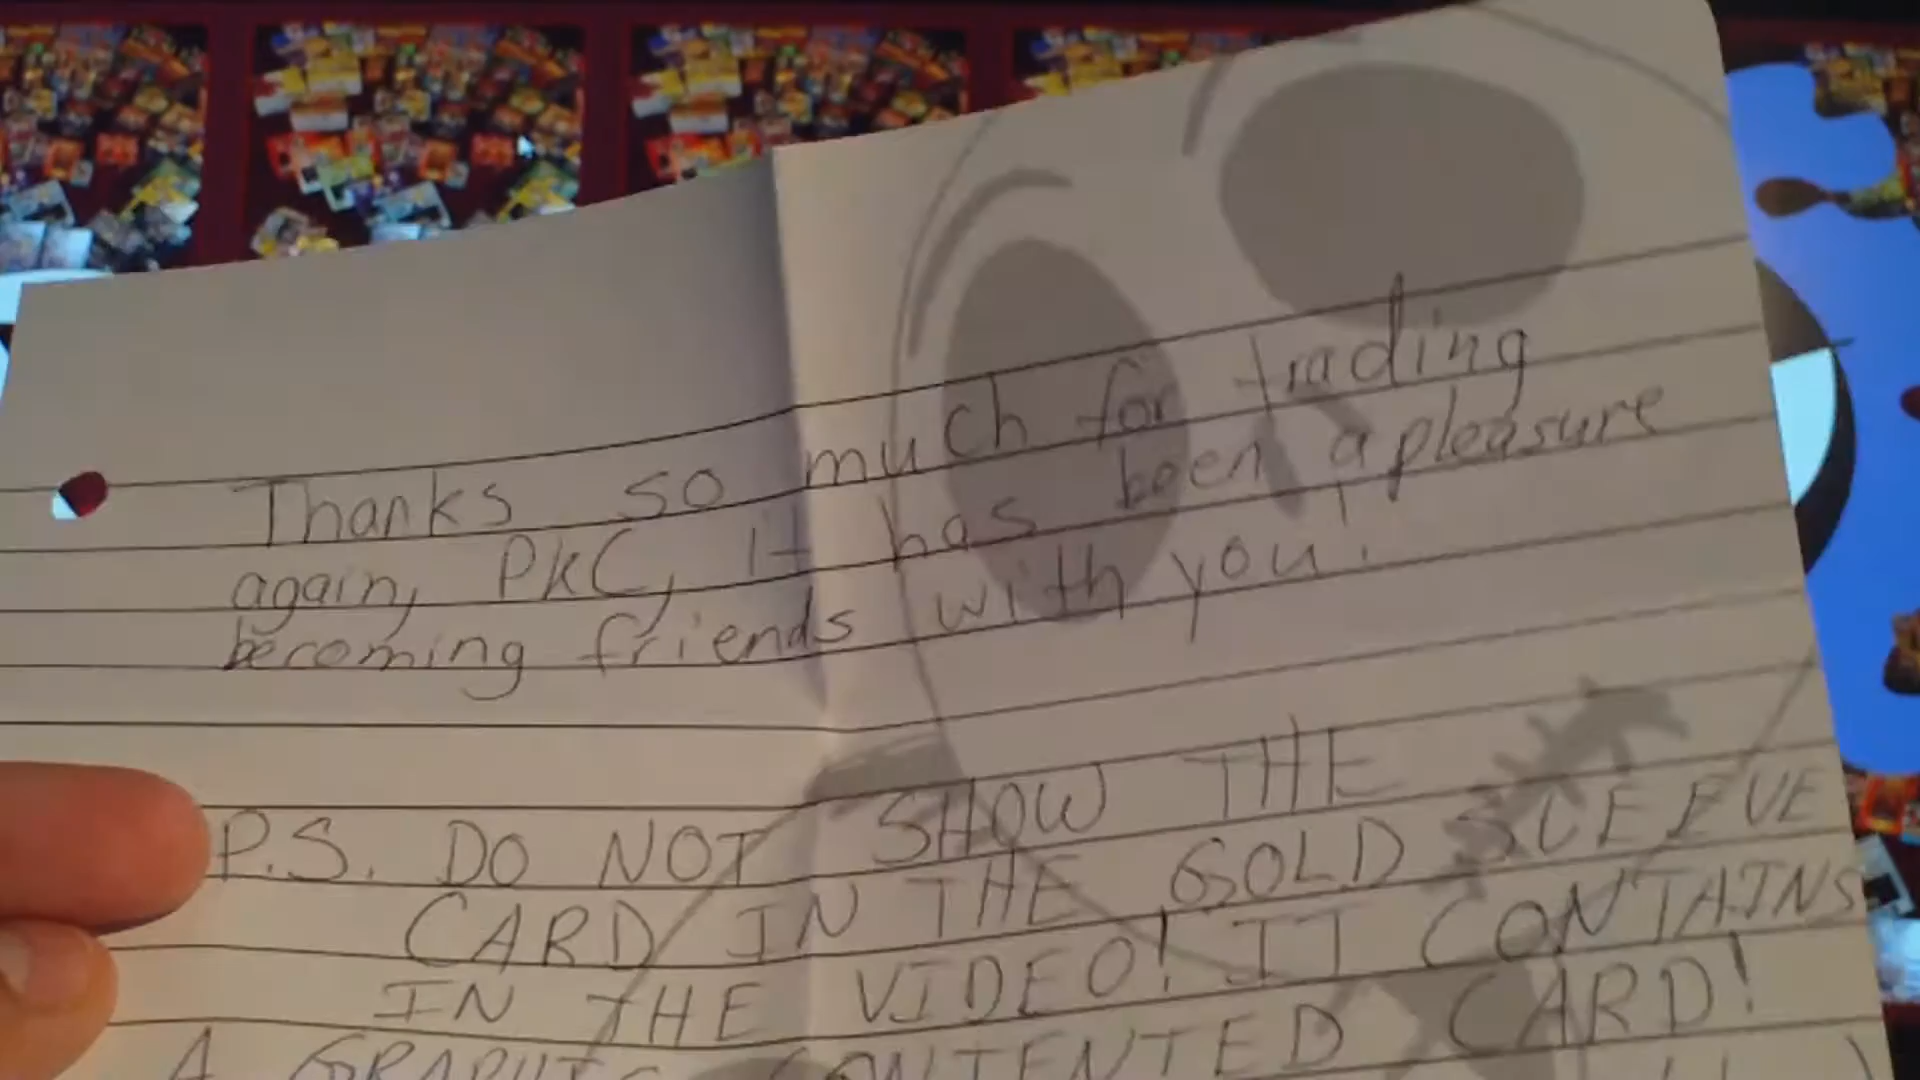 Thanks so much for trading
again, PKC, it has been a pleasure
becoming friends with you!
P.S. DO NOT SHOW THE
CARD IN THE GOLD SLEEVE
IN THE VIDEO! IT CONTAINS
A GRAPHIC CONTENTED CARD!